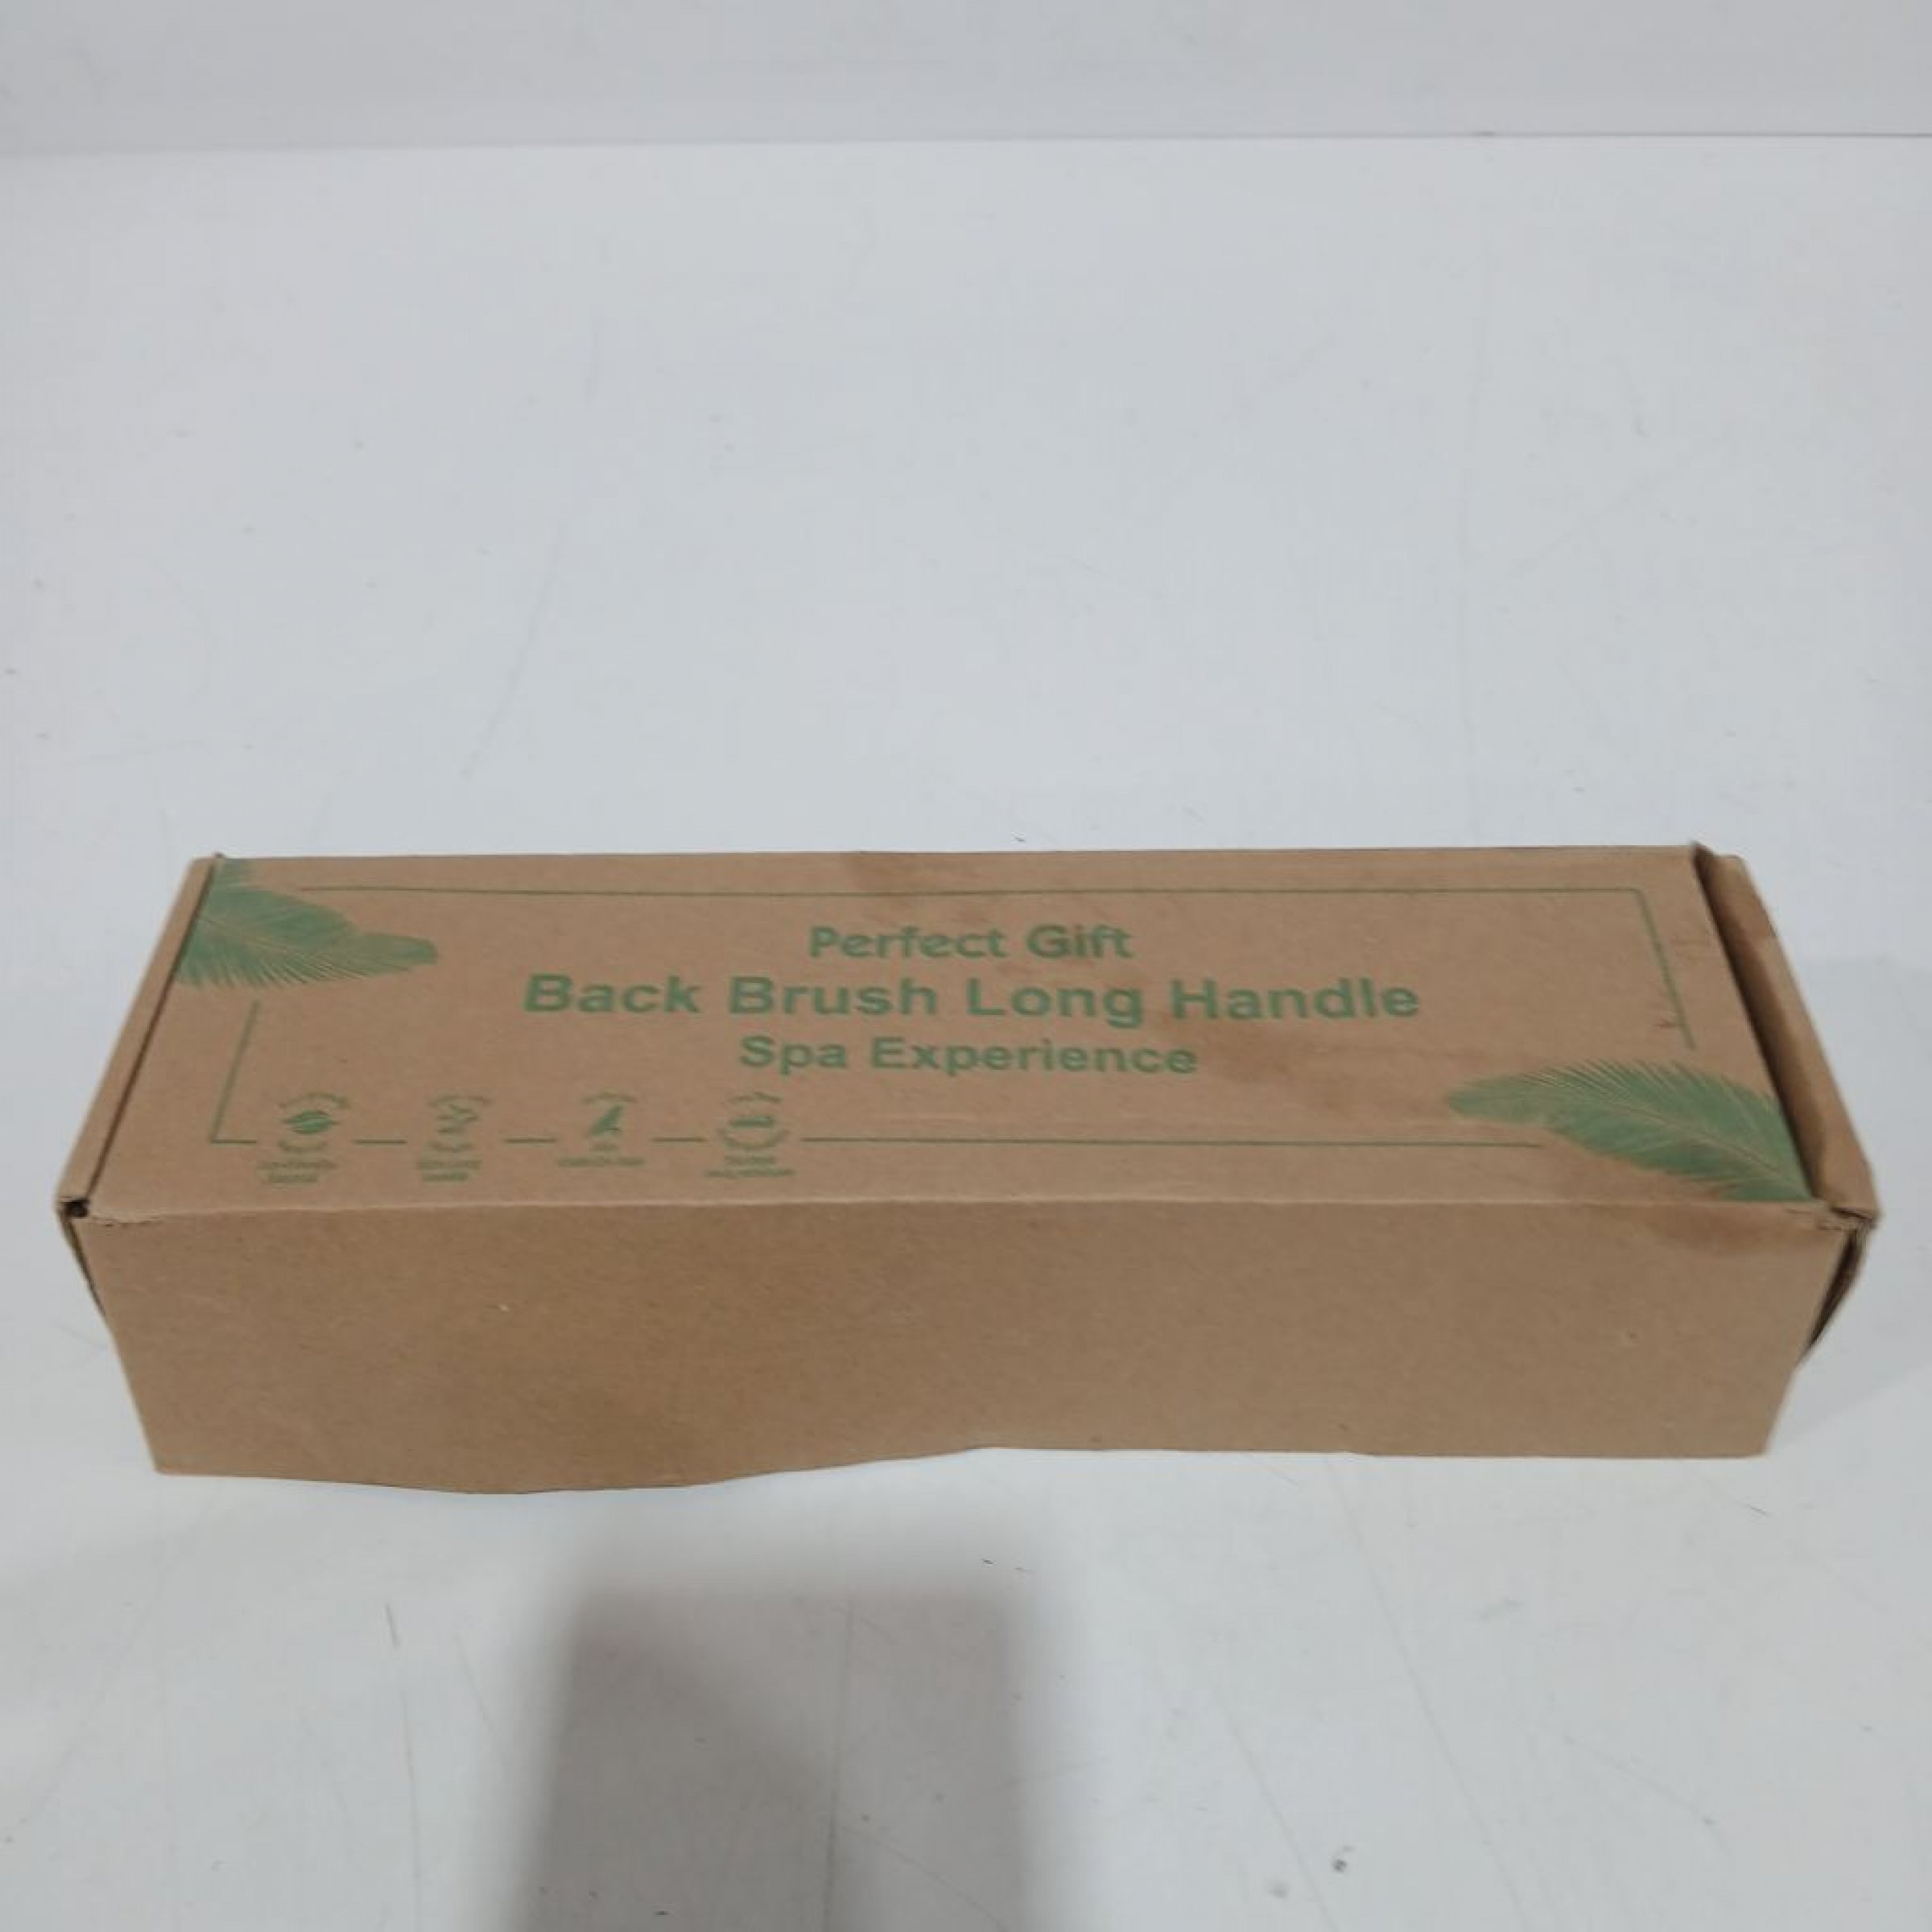 Perfect Gift
Back Brush Long Handle
Spa Experience